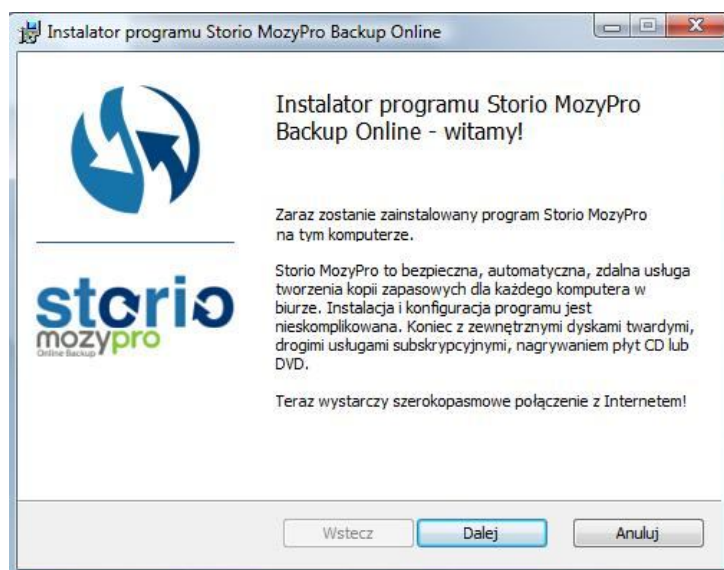 Instalator programu Storio MozyPro Backup Online
Instalator programu Storio MozyPro
Backup Online - witamy!
Zaraz zostanie zainstalowany program Storio MozyPro
na tym komputerze.
Storio MozyPro to bezpieczna, automatyczna, zdalna usługa
tworzenia kopii zapasowych dla każdego komputera w
biurze. Instalacja i konfiguracja programu jest
nieskomplikowana. Koniec z zewnętrznymi dyskami twardymi,
drogimi usługami subskrypcyjnymi, nagrywaniem płyt CD lub
DVD.
Teraz wystarczy szerokopasmowe połączenie z Internetem!
storio
mozypro
Online Backup
Wstecz
Dalej
Anuluj